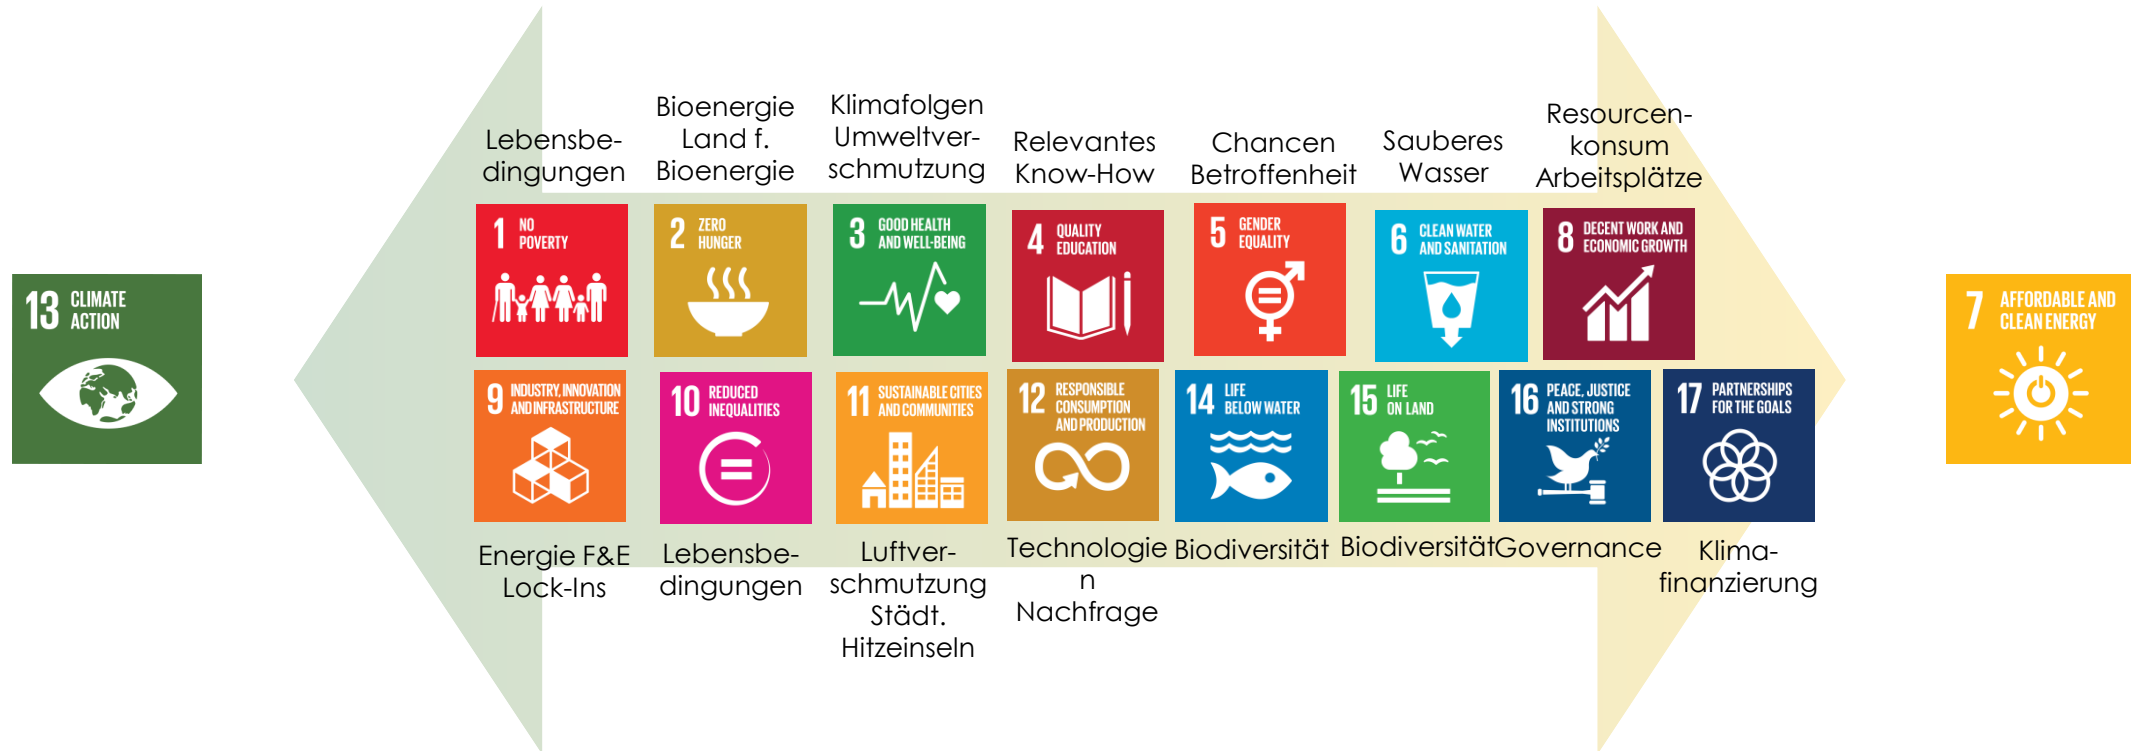 Lebensbe-
dingungen
Bioenergie
Land f.
Bioenergie
Klimafolgen
Umweltver-
schmutzung
Relevantes
Know-How
Chancen
Betroffenheit
Sauberes
Wasser
Resourcen-
konsum
Arbeitsplätze
13 CLIMATE
ACTION
1 NO
POVERTY
2 ZERO
HUNGER
3 GOOD HEALTH
AND WELL-BEING
4 QUALITY
EDUCATION
5 GENDER
EQUALITY
6 CLEAN WATER
AND SANITATION
8 DECENT WORK AND
ECONOMIC GROWTH
7 AFFORDABLE AND
CLEAN ENERGY
9 INDUSTRY, INNOVATION
AND INFRASTRUCTURE
10 REDUCED
INEQUALITIES
11 SUSTAINABLE CITIES
AND COMMUNITIES
12 RESPONSIBLE
CONSUMPTION
AND PRODUCTION
14 LIFE
BELOW WATER
15 LIFE
ON LAND
16 PEACE, JUSTICE
AND STRONG
INSTITUTIONS
17 PARTNERSHIPS
FOR THE GOALS
Energie F&E
Lock-Ins
Lebensbe-
dingungen
Luftver-
schmutzung
Städt.
Hitzeinseln
Technologie
n
Nachfrage
Biodiversität
Biodiversität
Governance
Klima-
finanzierung